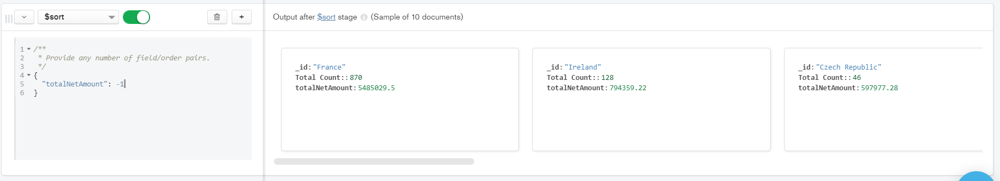 $sort
Output after $sort stage (Sample of 10 documents)
1 /**
2 * Provide any number of field/order pairs.
3 */
4 {
5 "totalNetAmount": -1
6 }
_id: "France"
Total Count:: 870
totalNetAmount: 5485029.5
_id: "Ireland"
Total Count:: 128
totalNetAmount: 794359.22
_id: "Czech Republic"
Total Count:: 46
totalNetAmount: 597977.28